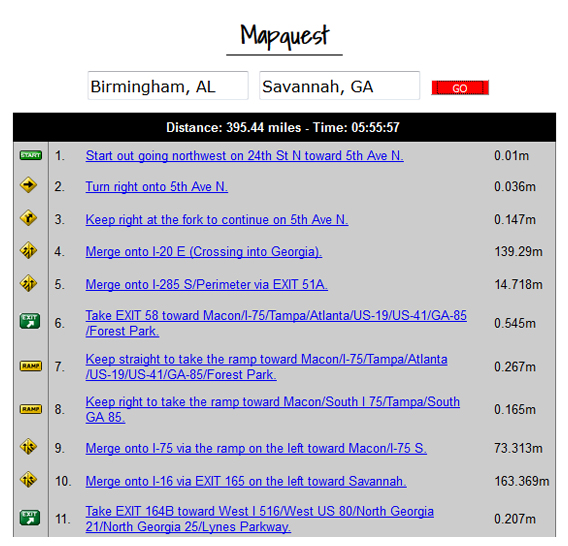 Mapquest
Birmingham, AL
Savannah, GA
GO
Distance: 395.44 miles - Time: 05:55:57
START 1. Start out going northwest on 24th St N toward 5th Ave N. 0.01m
2. Turn right onto 5th Ave N. 0.036m
3. Keep right at the fork to continue on 5th Ave N. 0.147m
4. Merge onto I-20 E (Crossing into Georgia). 139.29m
5. Merge onto I-285 S/Perimeter via EXIT 51A. 14.718m
EXIT 6. Take EXIT 58 toward Macon/I-75/Tampa/Atlanta/US-19/US-41/GA-85
/Forest Park. 0.545m
RAMP 7. Keep straight to take the ramp toward Macon/I-75/Tampa/Atlanta
/US-19/US-41/GA-85/Forest Park. 0.267m
RAMP 8. Keep right to take the ramp toward Macon/South I 75/Tampa/South
GA 85. 0.165m
9. Merge onto I-75 via the ramp on the left toward Macon/I-75 S. 73.313m
10. Merge onto I-16 via EXIT 165 on the left toward Savannah. 163.369m
EXIT 11. Take EXIT 164B toward West I 516/West US 80/North Georgia
21/North Georgia 25/Lynes Parkway. 0.207m